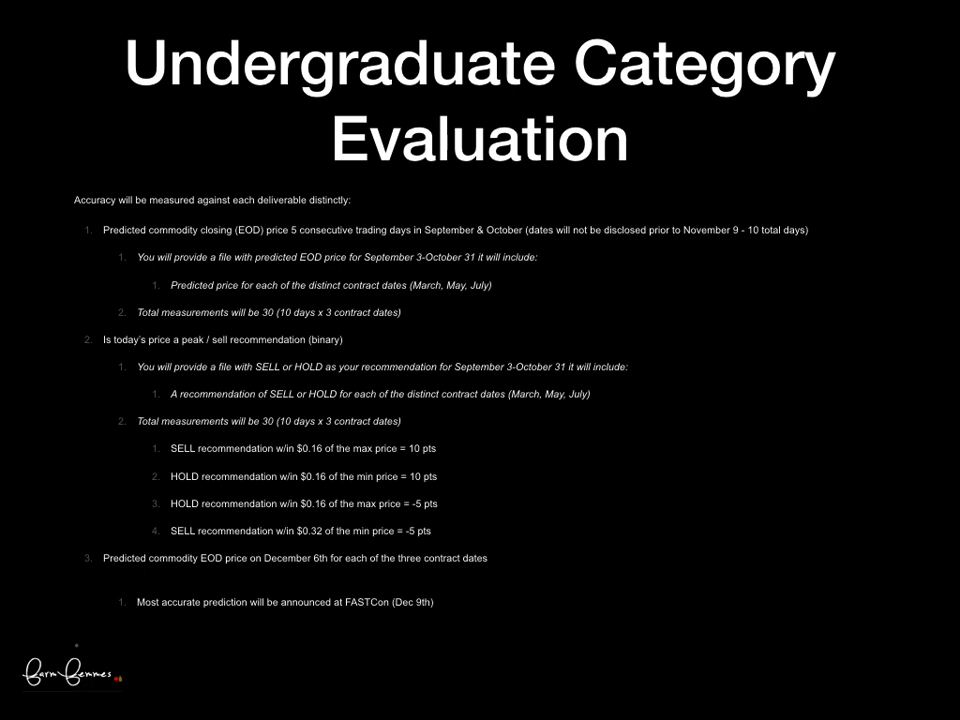 Undergraduate Category
Evaluation
Accuracy will be measured against each deliverable distinctly:
1. Predicted commodity closing (EOD) price 5 consecutive trading days in September & October (dates will not be disclosed prior to November 9 - 10 total days)
1. You will provide a file with predicted EOD price for September 3-October 31 it will include:
1. Predicted price for each of the distinct contract dates (March, May, July)
2. Total measurements will be 30 (10 days x 3 contract dates)
2. Is today's price a peak / sell recommendation (binary)
1. You will provide a file with SELL or HOLD as your recommendation for September 3-October 31 it will include:
1. A recommendation of SELL or HOLD for each of the distinct contract dates (March, May, July)
2. Total measurements will be 30 (10 days x 3 contract dates)
1. SELL recommendation w/in $0.16 of the max price = 10 pts
2. HOLD recommendation w/in $0.16 of the min price = 10 pts
3. HOLD recommendation w/in $0.16 of the max price = -5 pts
4. SELL recommendation w/in $0.32 of the min price = -5 pts
3. Predicted commodity EOD price on December 6th for each of the three contract dates
1. Most accurate prediction will be announced at FASTCon (Dec 9th)
Farm Femmes